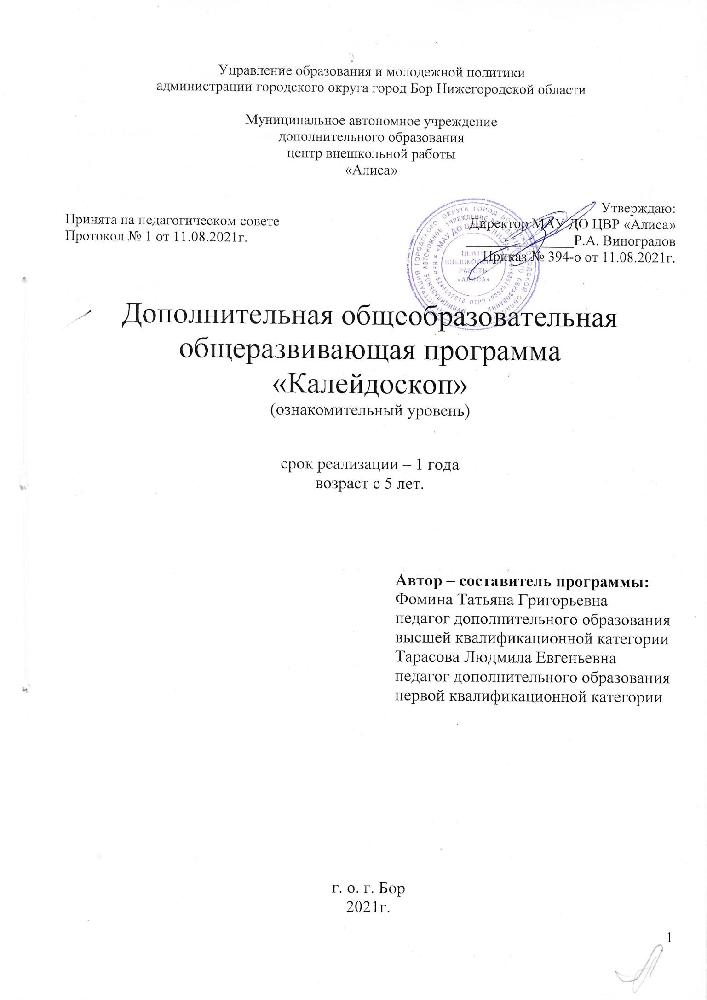 Управление образования и молодежной политики
администрации городского округа город Бор Нижегородской области
Муниципальное автономное учреждение
дополнительного образования
центр внешкольной работы
«Алиса»
Принята на педагогическом совете
Протокол № 1 от 11.08.2021г.
Утверждаю:
Директор МАУ ДО ЦВР «Алиса»
Р.А. Виноградов
Приказ № 394-о от 11.08.2021г.
ЦЕНТР
ВНЕШКОЛЬНОЙ
РАБОТЫ
«АЛИСА»
Дополнительная общеобразовательная
общеразвивающая программа
«Калейдоскоп»
(ознакомительный уровень)
срок реализации – 1 года
возраст с 5 лет.
Автор – составитель программы:
Фомина Татьяна Григорьевна
педагог дополнительного образования
высшей квалификационной категории
Тарасова Людмила Евгеньевна
педагог дополнительного образования
первой квалификационной категории
г. о. г. Бор
2021г.
1